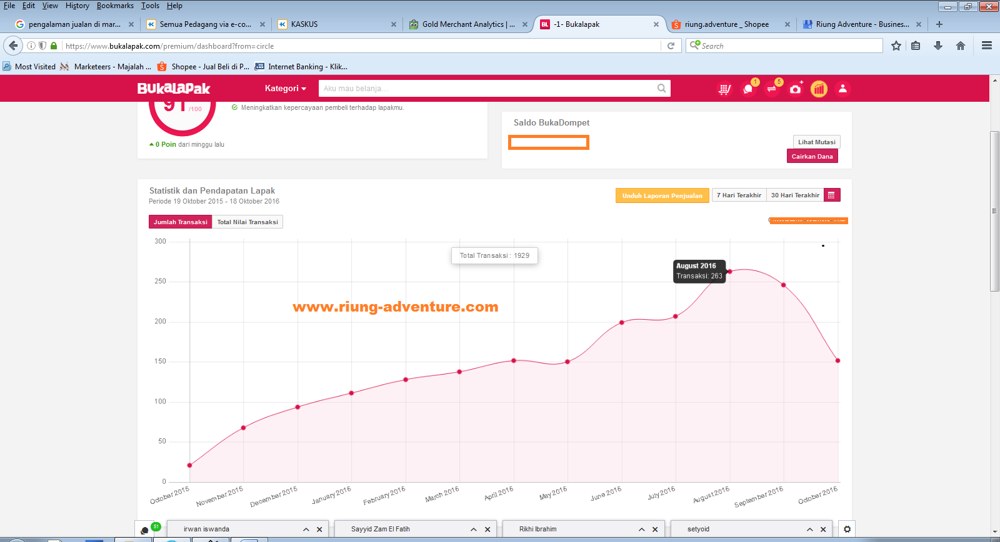 File Edit View History Bookmarks Tools Help
pengalaman jualan di mar... Semua Pedagang via e-co... KASKUS Gold Merchant Analytics | ... BL -1- Bukalapak riung.adventure _ Shopee Riung Adventure - Business...
https://www.bukalapak.com/premium/dashboard?from=circle Search
Most Visited Marketeers - Majalah ... Shopee - Jual Beli di P... Internet Banking - Klik...
BukaLapak Kategori Aku mau belanja... 1 5
91 /100 Meningkatkan kepercayaan pembeli terhadap lapakmu.
0 Poin dari minggu lalu
Saldo BukaDompet
Lihat Mutasi
Cairkan Dana
Statistik dan Pendapatan Lapak
Periode 19 Oktober 2015 - 18 Oktober 2016
Unduh Laporan Penjualan 7 Hari Terakhir 30 Hari Terakhir
Jumlah Transaksi Total Nilai Transaksi
300
Total Transaksi : 1929
August 2016
Transaksi: 263
250
www.riung-adventure.com
200
150
100
50
0
October 2015 November 2015 December 2015 January 2016 February 2016 March 2016 April 2016 May 2016 June 2016 July 2016 August 2016 September 2016 October 2016
51 irwan iswanda Sayyid Zam El Fatih Rikhi Ibrahim setyoid